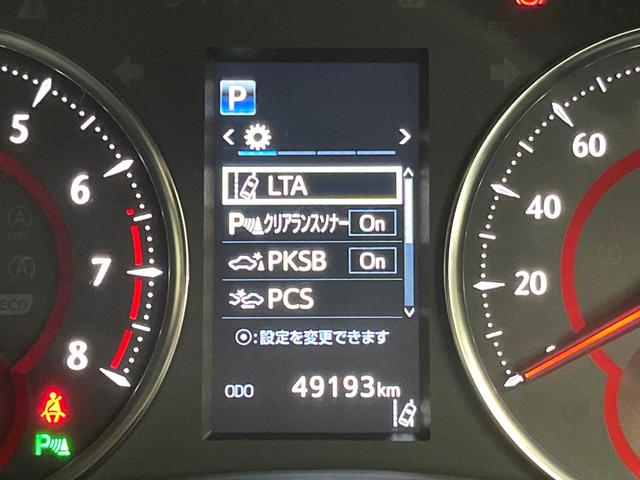 P
LTA
Pクリアランスソナー On
PKSB On
PCS
:設定を変更できます
ODO 49193km
5
6
7
8
OFF
A
ECO
P
60
40
20